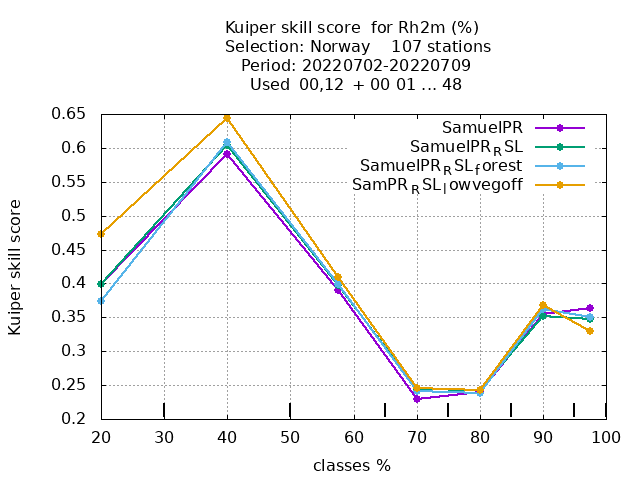 Kuiper skill score  for Rh2m (%)
Selection: Norway    107 stations
Period: 20220702-20220709
Used  00,12  + 00 01 ... 48
SamuelPR
SamuelPR_RSL
SamuelPR_RSL_forest
SamPR_RSL_lowvegoff
Kuiper skill score
0.65
0.6
0.55
0.5
0.45
0.4
0.35
0.3
0.25
0.2
20 30 40 50 60 70 80 90 100
classes %